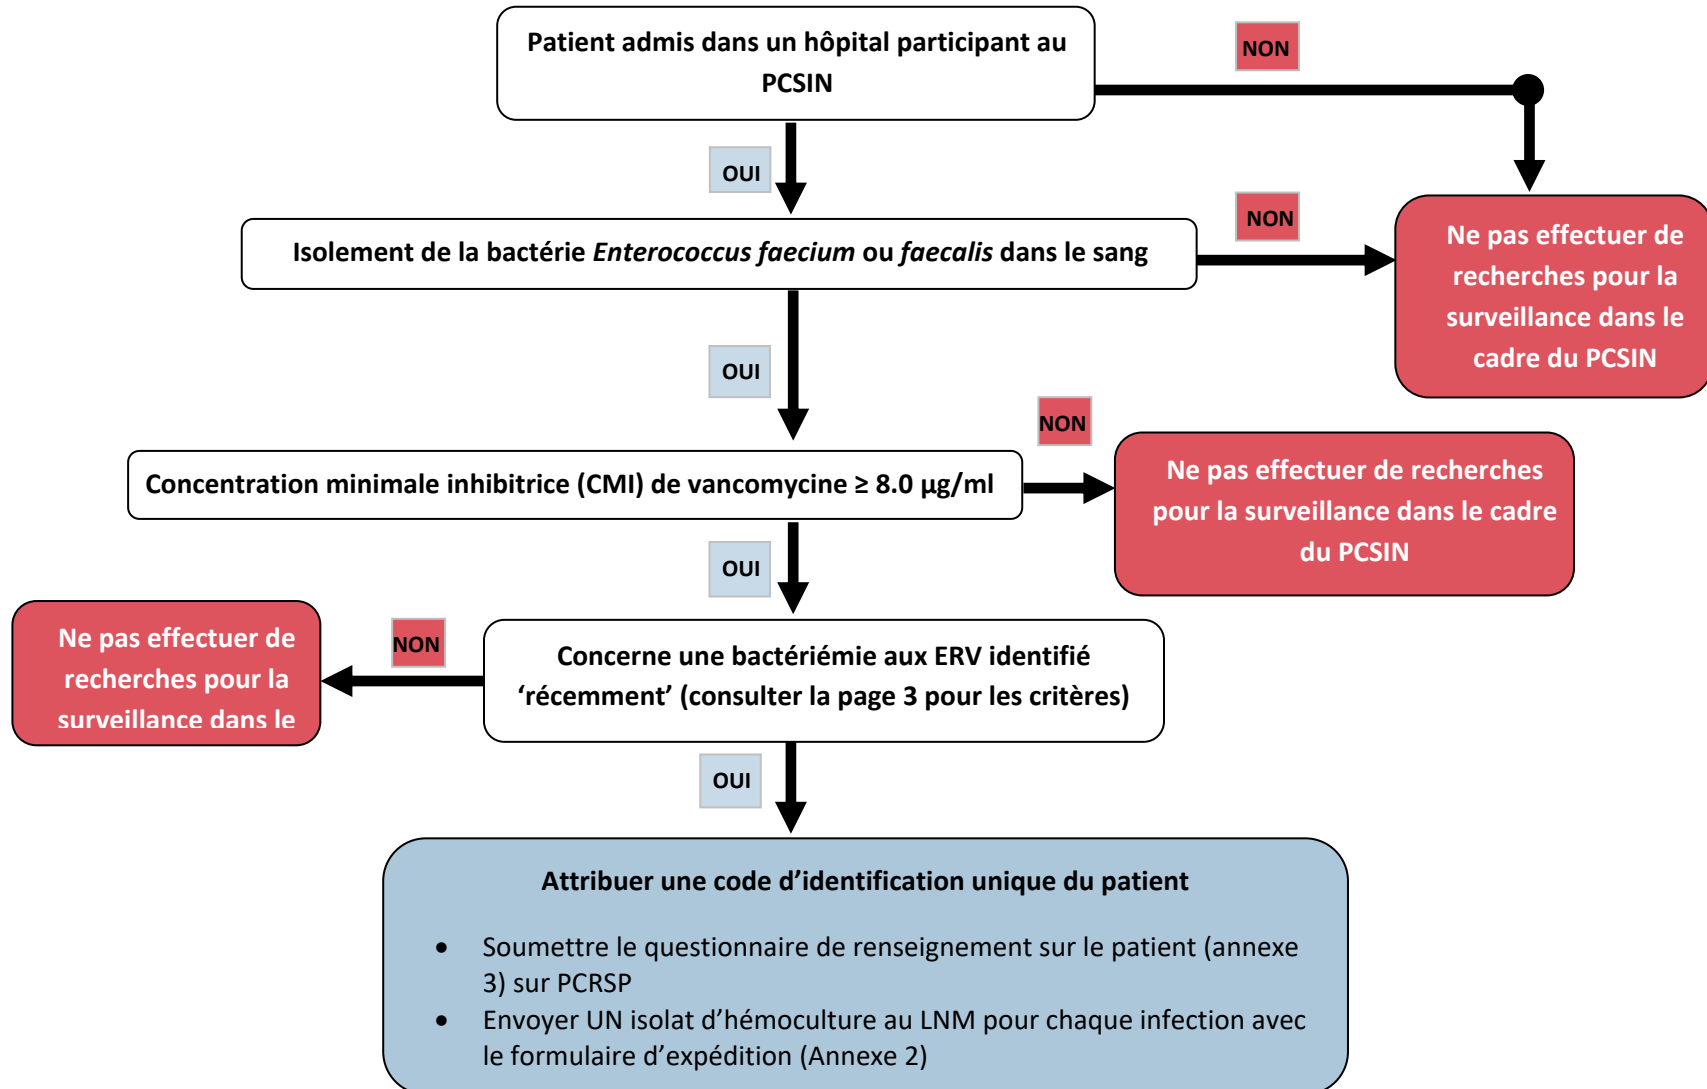 Patient admis dans un hôpital participant au
PCSIN
NON
OUI
Isolement de la bactérie Enterococcus faecium ou faecalis dans le sang
NON
Ne pas effectuer de
recherches pour la
surveillance dans le
cadre du PCSIN
OUI
Concentration minimale inhibitrice (CMI) de vancomycine ≥ 8.0 µg/ml
NON
Ne pas effectuer de recherches
pour la surveillance dans le cadre
du PCSIN
OUI
Concerne une bactériémie aux ERV identifié
‘récemment’ (consulter la page 3 pour les critères)
NON
Ne pas effectuer de
recherches pour la
surveillance dans le
OUI
Attribuer une code d’identification unique du patient
• Soumettre le questionnaire de renseignement sur le patient (annexe
3) sur PCRSP
• Envoyer UN isolat d’hémoculture au LNM pour chaque infection avec
le formulaire d’expédition (Annexe 2)